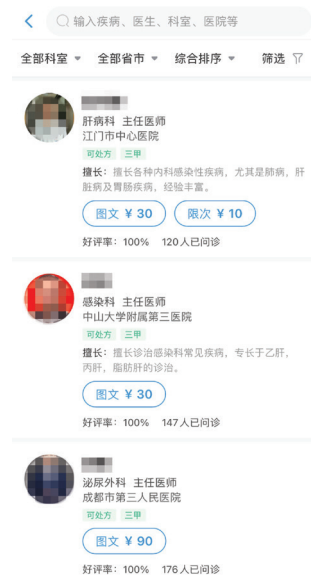 输入疾病、医生、科室、医院等
全部科室 全部省市 综合排序 筛选
肝病科 主任医师
江门市中心医院
可处方 三甲
擅长：擅长各种内科感染性疾病，尤其是肺病，肝
脏病及胃肠疾病，经验丰富。
图文 ¥ 30 限次 ¥ 10
好评率：100% 120人已问诊
感染科 主任医师
中山大学附属第三医院
可处方 三甲
擅长：擅长诊治感染科常见疾病，专长于乙肝，
丙肝，脂肪肝的诊治。
图文 ¥ 30
好评率：100% 147人已问诊
泌尿外科 主任医师
成都市第三人民医院
可处方 三甲
图文 ¥ 90
好评率：100% 176人已问诊